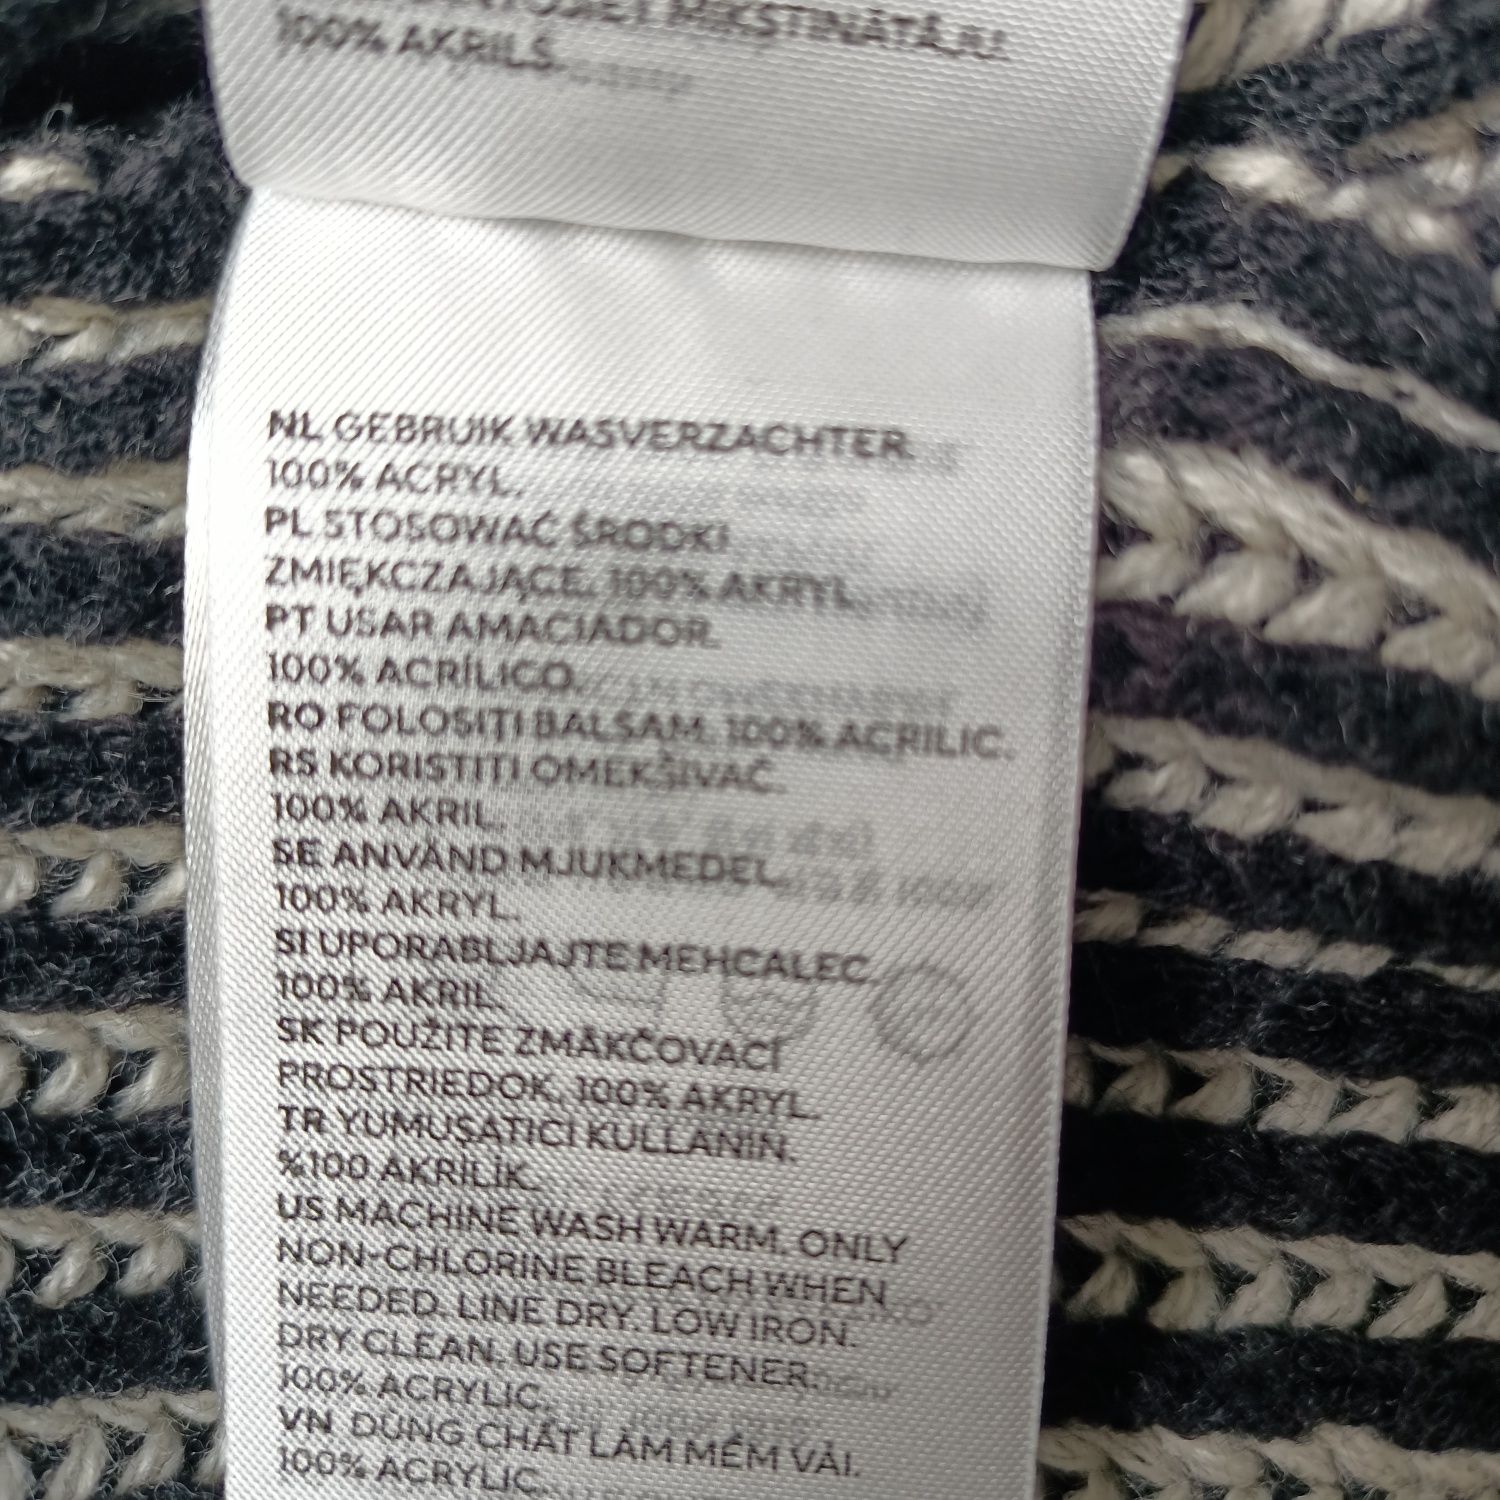 MIKSTINĀTĀJU.
100% AKRILS.
NL GEBRUIK WASVERZACHTER.
100% ACRYL.
PL STOSOWAĆ ŚRODKI
ZMIĘKCZAJĄCE. 100% AKRYL.
PT USAR AMACIADOR.
100% ACRÍLICO.
RO FOLOSIȚI BALSAM. 100% ACRILIC.
RS KORISTITI OMEKŠIVAČ.
100% AKRIL.
SE ANVÄND MJUKMEDEL.
100% AKRYL.
SI UPORABLJAJTE MEHCALEC.
100% AKRIL.
SK POUŽITE ZMÄKČOVACÍ
PROSTRIEDOK. 100% AKRYL.
TR YUMUŞATICI KULLANIN.
%100 AKRİLİK.
US MACHINE WASH WARM. ONLY
NON-CHLORINE BLEACH WHEN
NEEDED. LINE DRY. LOW IRON.
DRY CLEAN. USE SOFTENER.
100% ACRYLIC.
VN DÙNG CHẤT LÀM MỀM VẢI.
100% ACRYLIC.